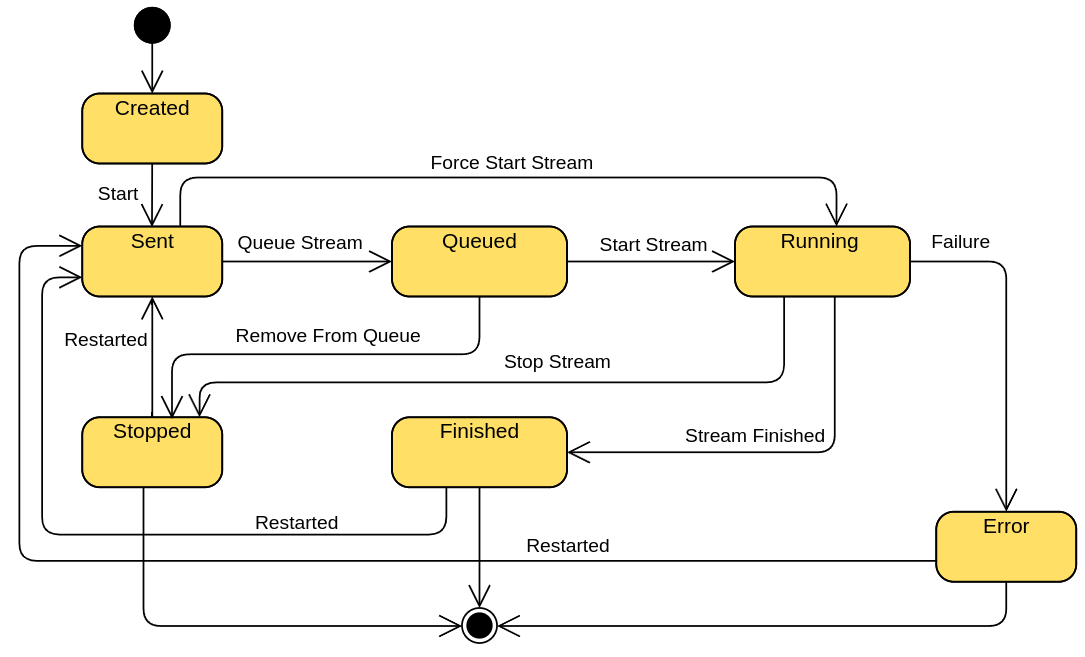 Created
Force Start Stream
Start
Sent
Queue Stream
Queued
Start Stream
Running
Failure
Restarted
Remove From Queue
Stop Stream
Stopped
Finished
Stream Finished
Restarted
Error
Restarted